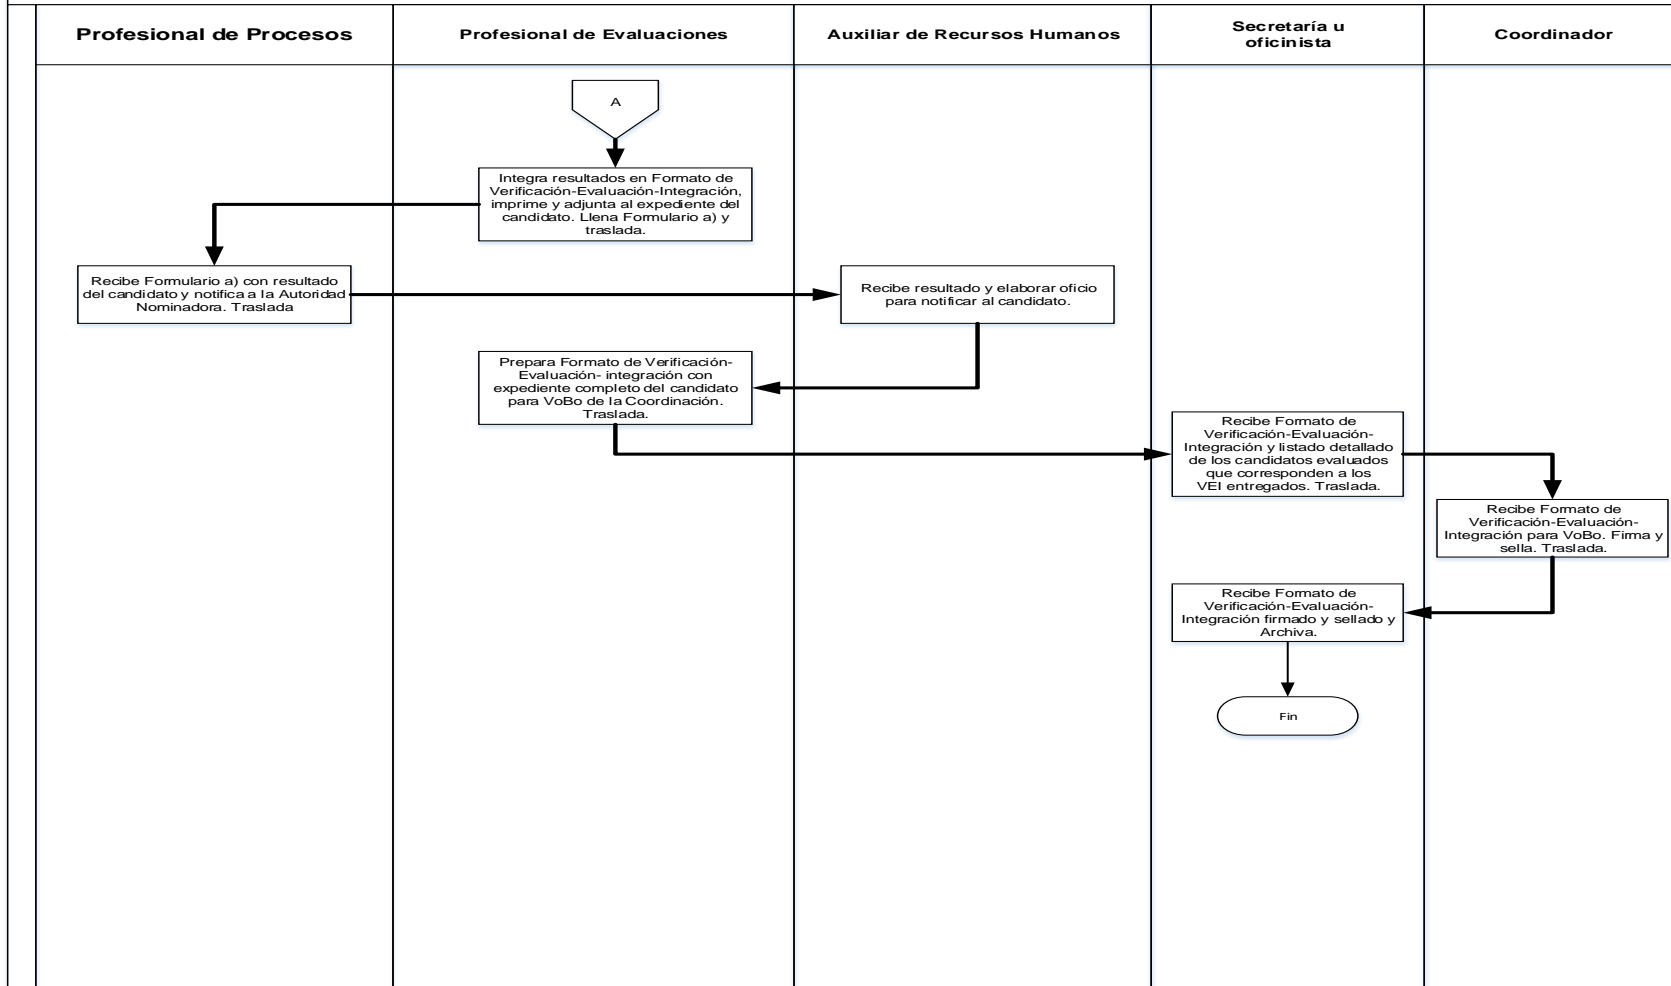 Profesional de Procesos
Profesional de Evaluaciones
Auxiliar de Recursos Humanos
Secretaría u
oficinista
Coordinador
A
Integra resultados en Formato de
Verificación-Evaluación-Integración,
imprime y adjunta al expediente del
candidato. Llena Formulario a) y
traslada.
Recibe Formulario a) con resultado
del candidato y notifica a la Autoridad
Nominadora. Traslada
Recibe resultado y elaborar oficio
para notificar al candidato.
Prepara Formato de Verificación-
Evaluación- integración con
expediente completo del candidato
para VoBo de la Coordinación.
Traslada.
Recibe Formato de
Verificación-Evaluación-
Integración y listado detallado
de los candidatos evaluados
que corresponden a los
VEI entregados. Traslada.
Recibe Formato de
Verificación-Evaluación-
Integración para VoBo. Firma y
sella. Traslada.
Recibe Formato de
Verificación-Evaluación-
Integración firmado y sellado y
Archiva.
Fin